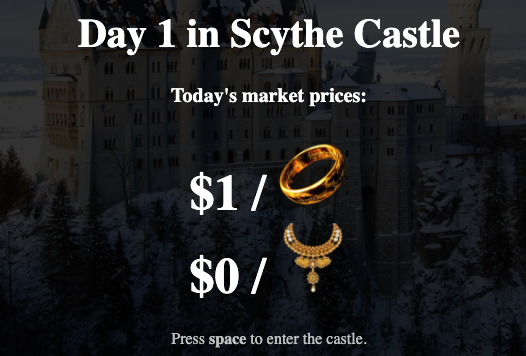 Day 1 in Scythe Castle
Today's market prices:
$1 /
$0 /
Press space to enter the castle.